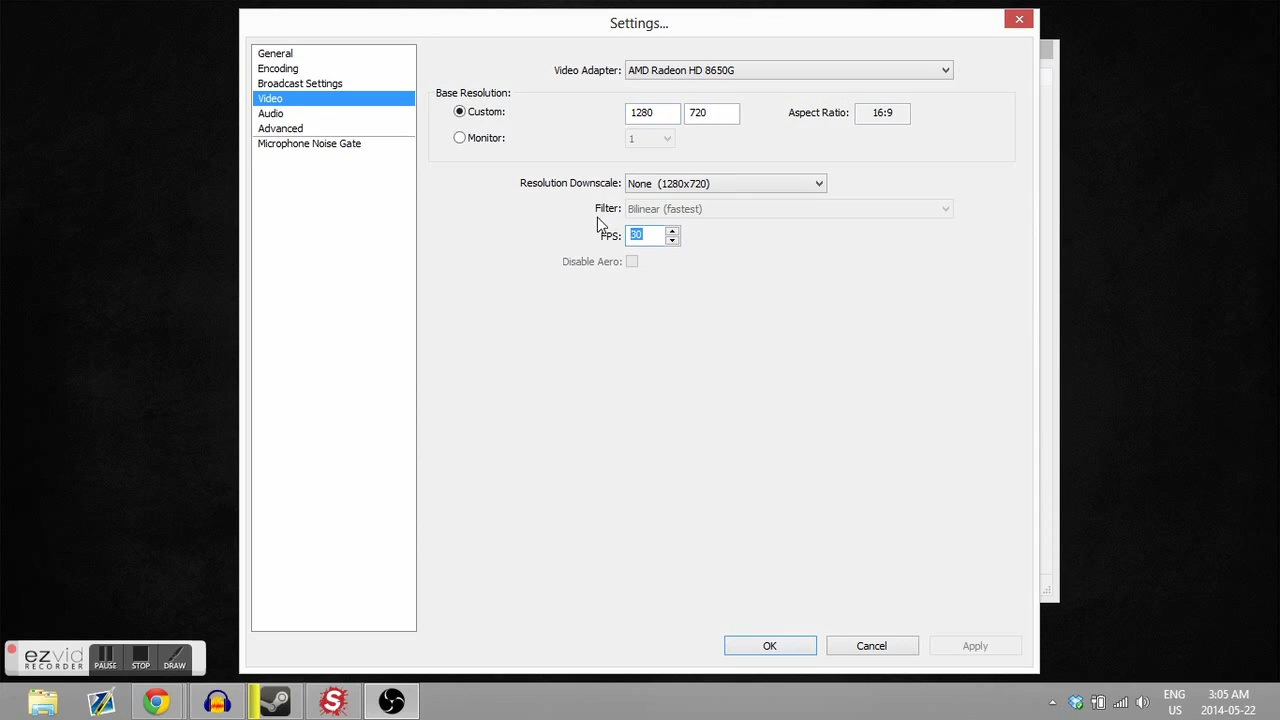 Settings...
General
Encoding
Broadcast Settings
Video
Audio
Advanced
Microphone Noise Gate
Video Adapter: AMD Radeon HD 8650G
Base Resolution:
Custom: 1280 720 Aspect Ratio: 16:9
Monitor: 1
Resolution Downscale: None (1280x720)
Filter: Bilinear (fastest)
FPS: 30
Disable Aero:
OK Cancel Apply
ezvid
RECORDER
PAUSE STOP DRAW
S
ENG 3:05 AM
US 2014-05-22